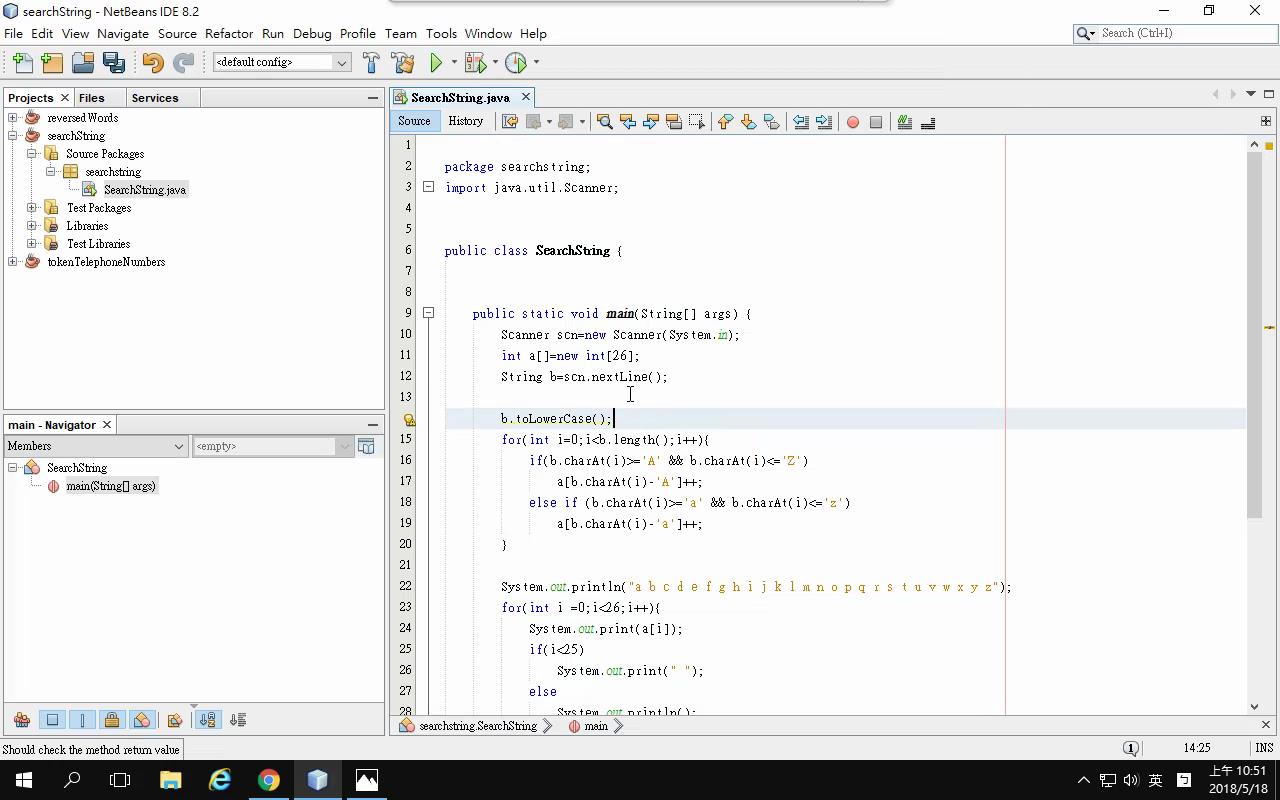 searchString - NetBeans IDE 8.2
File Edit View Navigate Source Refactor Run Debug Profile Team Tools Window Help
Search (Ctrl+I)
<default config>
Projects Files Services
reversedWords
searchString
Source Packages
searchstring
SearchString.java
Test Packages
Libraries
Test Libraries
tokenTelephoneNumbers
main - Navigator
Members <empty>
SearchString
main(String[] args)
SearchString.java
Source History
1
2 package searchstring;
3 import java.util.Scanner;
4
5
6 public class SearchString {
7
8
9 public static void main(String[] args) {
10 Scanner scn=new Scanner(System.in);
11 int a[]=new int[26];
12 String b=scn.nextLine();
13
b.toLowerCase();
15 for(int i=0;i<b.length();i++){
16 if(b.charAt(i)>='A' && b.charAt(i)<='Z')
17 a[b.charAt(i)-'A']++;
18 else if (b.charAt(i)>='a' && b.charAt(i)<='z')
19 a[b.charAt(i)-'a']++;
20 }
21
22 System.out.println("a b c d e f g h i j k l m n o p q r s t u v w x y z");
23 for(int i =0;i<26;i++){
24 System.out.print(a[i]);
25 if(i<25)
26 System.out.print(" ");
27 else
28 System.out.println();
searchstring.SearchString main
Should check the method return value
1 14:25 INS
英
上午 10:51
2018/5/18